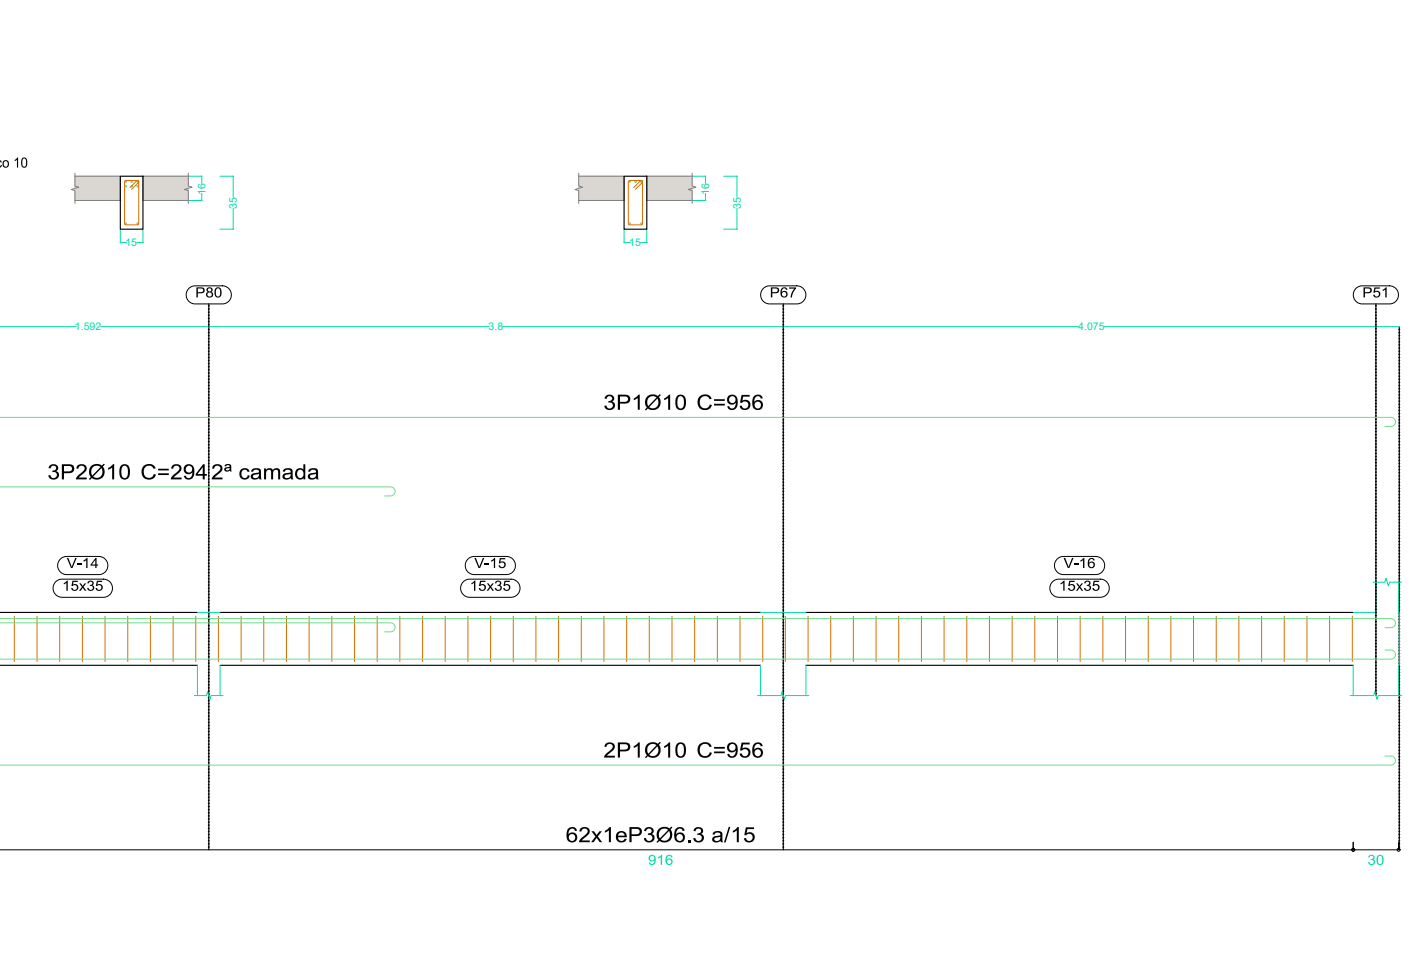 co 10
16
35
15
16
35
15
P80
P67
P51
1.592
3.8
4.075
3P1Ø10 C=956
3P2Ø10 C=294 2ª camada
V-14
15x35
V-15
15x35
V-16
15x35
2P1Ø10 C=956
62x1eP3Ø6.3 a/15
916
30